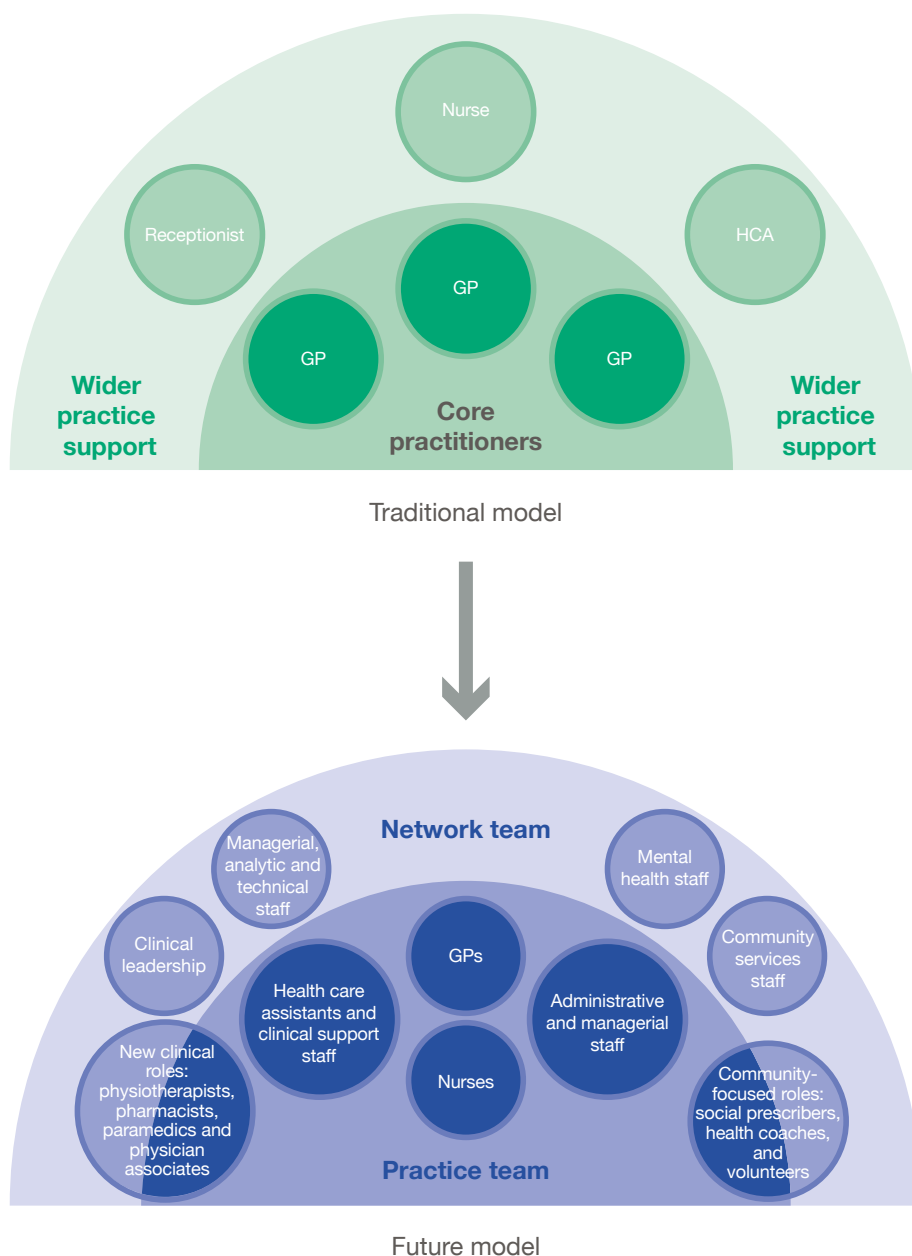 Nurse
Receptionist
HCA
GP
GP
GP
Wider
practice
support
Core
practitioners
Wider
practice
support
Traditional model
Network team
Managerial,
analytic and
technical
staff
Mental
health staff
Clinical
leadership
Community
services
staff
GPs
Health care
assistants and
clinical support
staff
Administrative
and managerial
staff
Nurses
New clinical
roles:
physiotherapists,
pharmacists,
paramedics and
physician
associates
Community-
focused roles:
social prescribers,
health coaches,
and
volunteers
Practice team
Future model